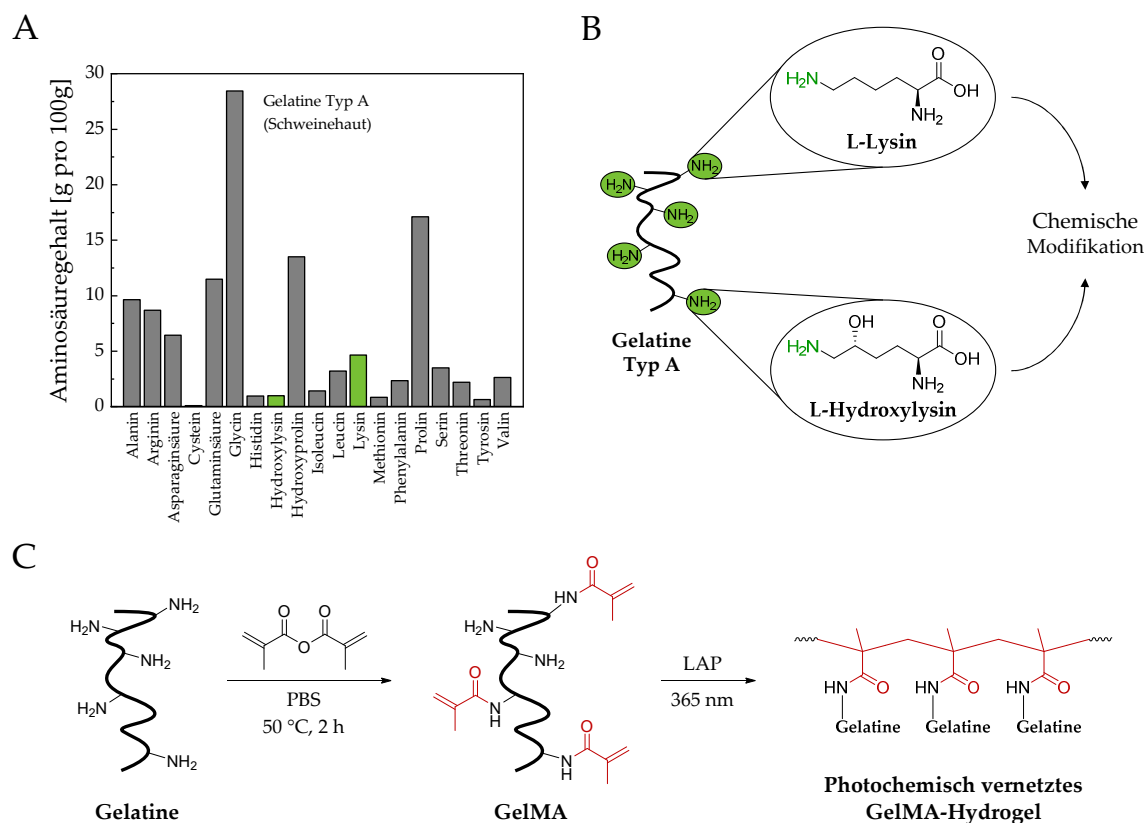 A
Aminosäuregehalt [g pro 100g]
30
25
20
15
10
5
0
Gelatine Typ A
(Schweinehaut)
Alanin
Arginin
Asparaginsäure
Cystein
Glutaminsäure
Glycin
Histidin
Hydroxylysin
Hydroxyprolin
Isoleucin
Leucin
Lysin
Methionin
Phenylalanin
Prolin
Serin
Threonin
Tyrosin
Valin
B
H₂N
O
OH
NH₂
L-Lysin
NH₂
H₂N
NH₂
H₂N
NH₂
Gelatine
Typ A
OH
O
H₂N
OH
NH₂
L-Hydroxylysin
Chemische
Modifikation
C
NH₂
H₂N
NH₂
H₂N
NH₂
Gelatine
O O
O
PBS
50 °C, 2 h
O
NH
H₂N
NH₂
O
N
H
O
N
H
GelMA
LAP
365 nm
HN O HN O HN O
Gelatine Gelatine Gelatine
Photochemisch vernetztes
GelMA-Hydrogel